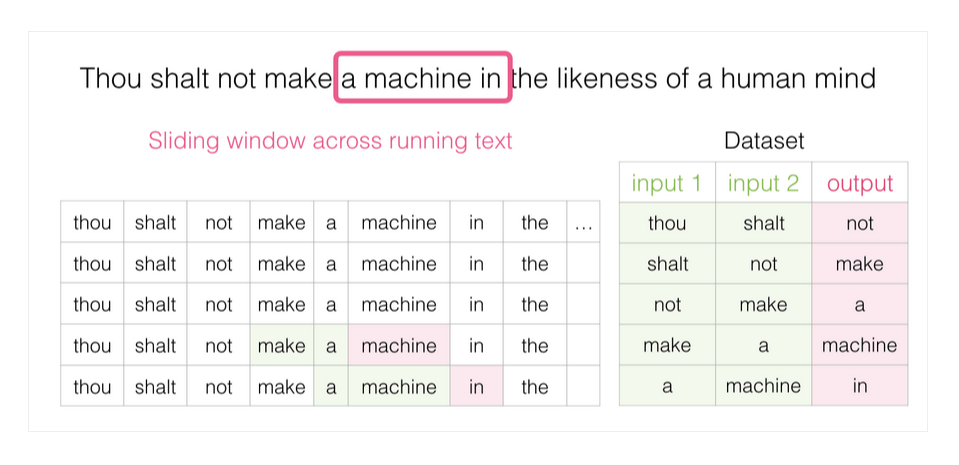 Thou shalt not make a machine in the likeness of a human mind
Sliding window across running text
thou shalt not make a machine in the ...
thou shalt not make a machine in the
thou shalt not make a machine in the
thou shalt not make a machine in the
thou shalt not make a machine in the
Dataset
input 1 input 2 output
thou shalt not
shalt not make
not make a
make a machine
a machine in